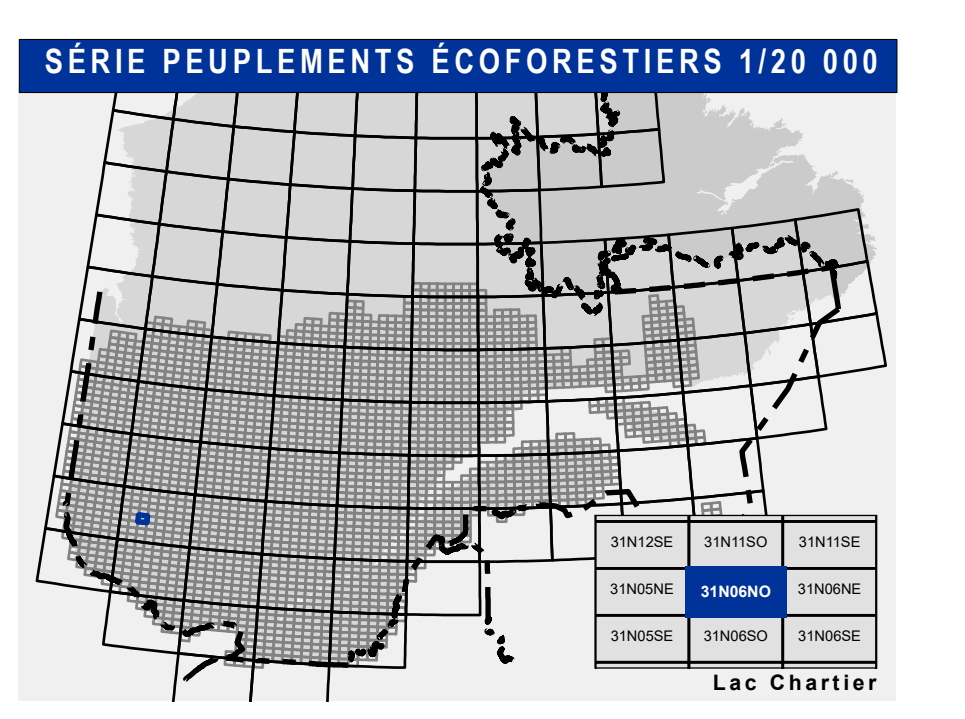 SÉRIE PEUPLEMENTS ÉCOFORESTIERS 1/20 000
31N12SE 31N11SO 31N11SE
31N05NE 31N06NO 31N06NE
31N05SE 31N06SO 31N06SE
Lac Chartier